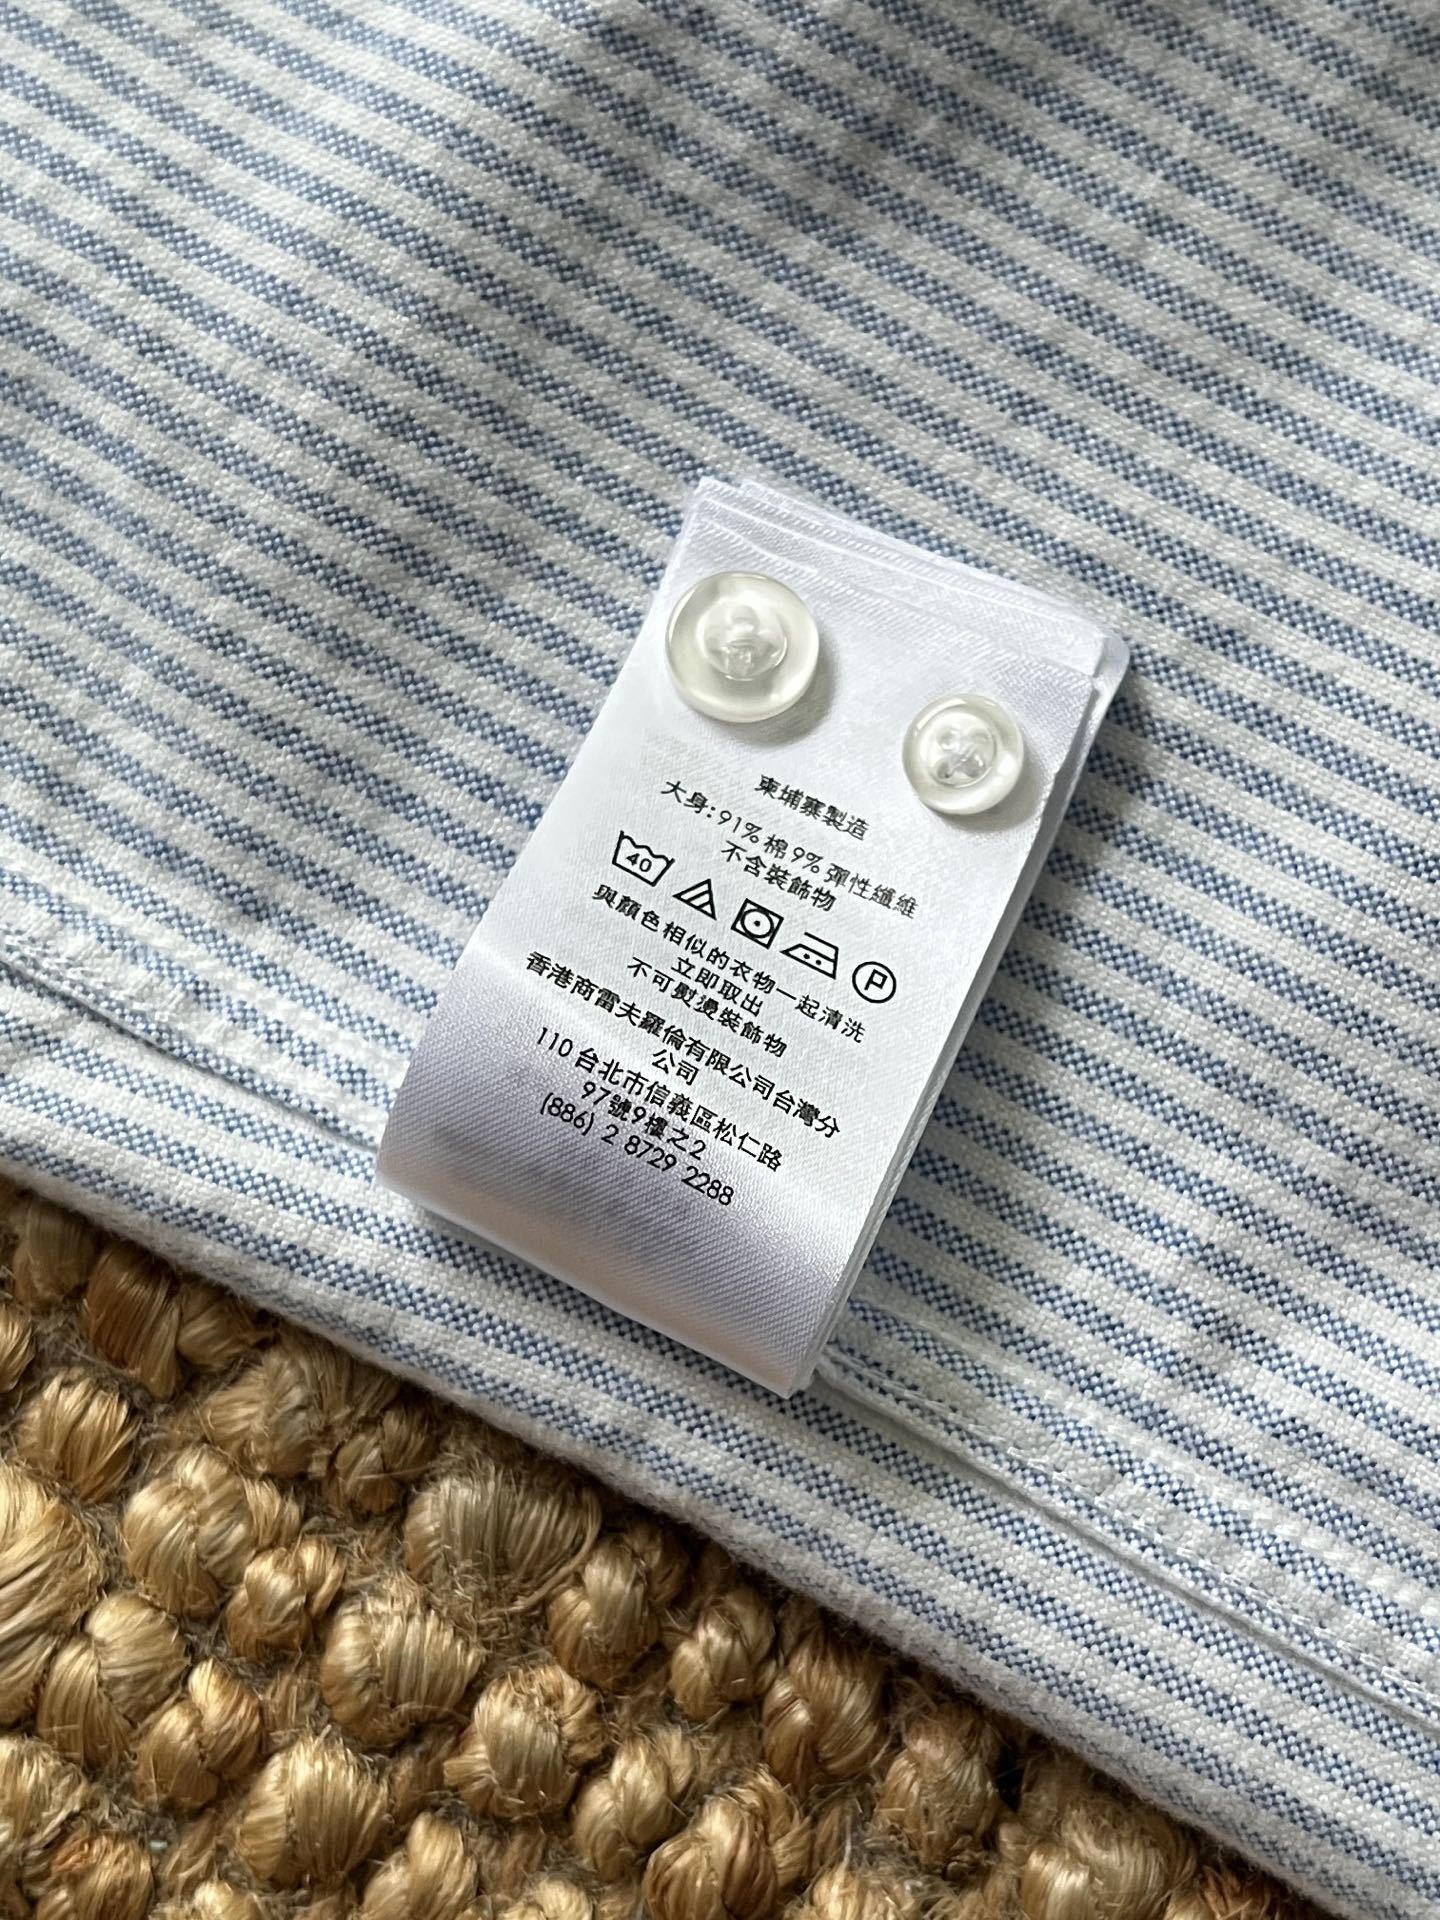 柬埔寨製造
大身:91% 棉 9% 彈性纖維
不含裝飾物
40
P
與顏色相似的衣物一起清洗
立即取出
不可熨燙裝飾物
香港商雷夫羅倫有限公司台灣分
公司
110 台北市信義區松仁路
97號9樓之2
(886) 2 8729 2288